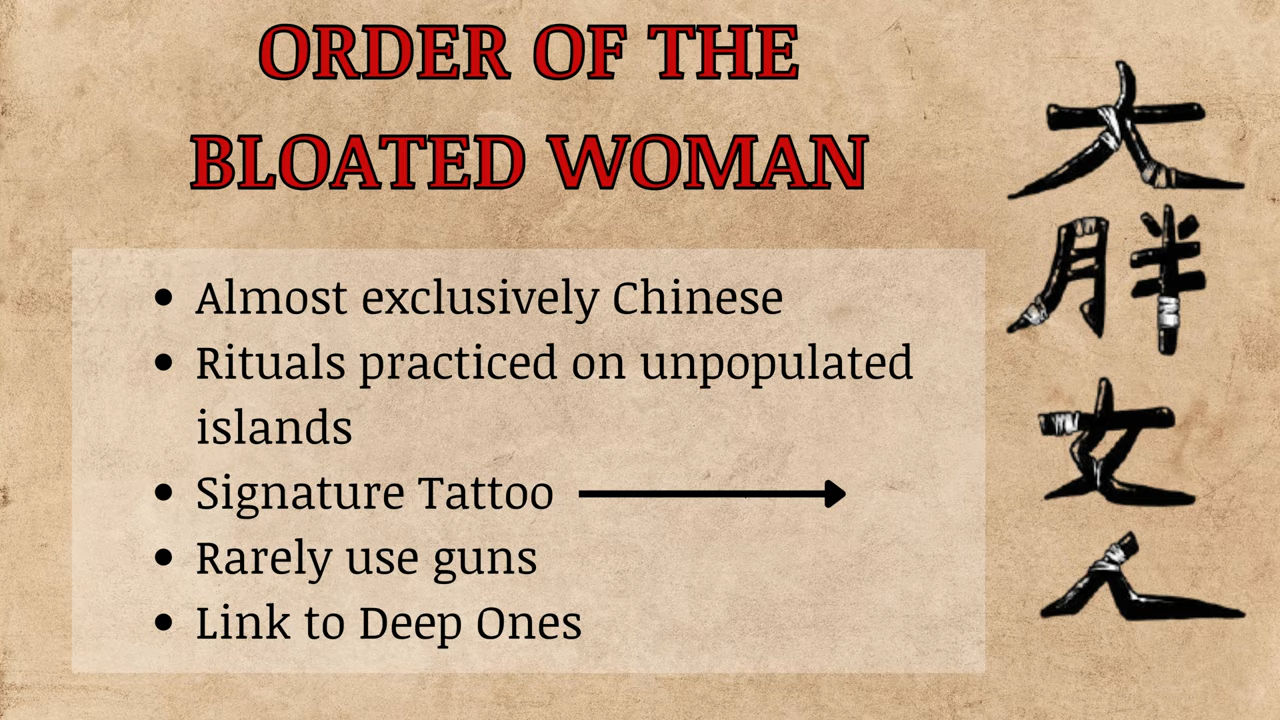 ORDER OF THE
BLOATED WOMAN
• Almost exclusively Chinese
• Rituals practiced on unpopulated
islands
• Signature Tattoo
• Rarely use guns
• Link to Deep Ones
大
胖
女
人